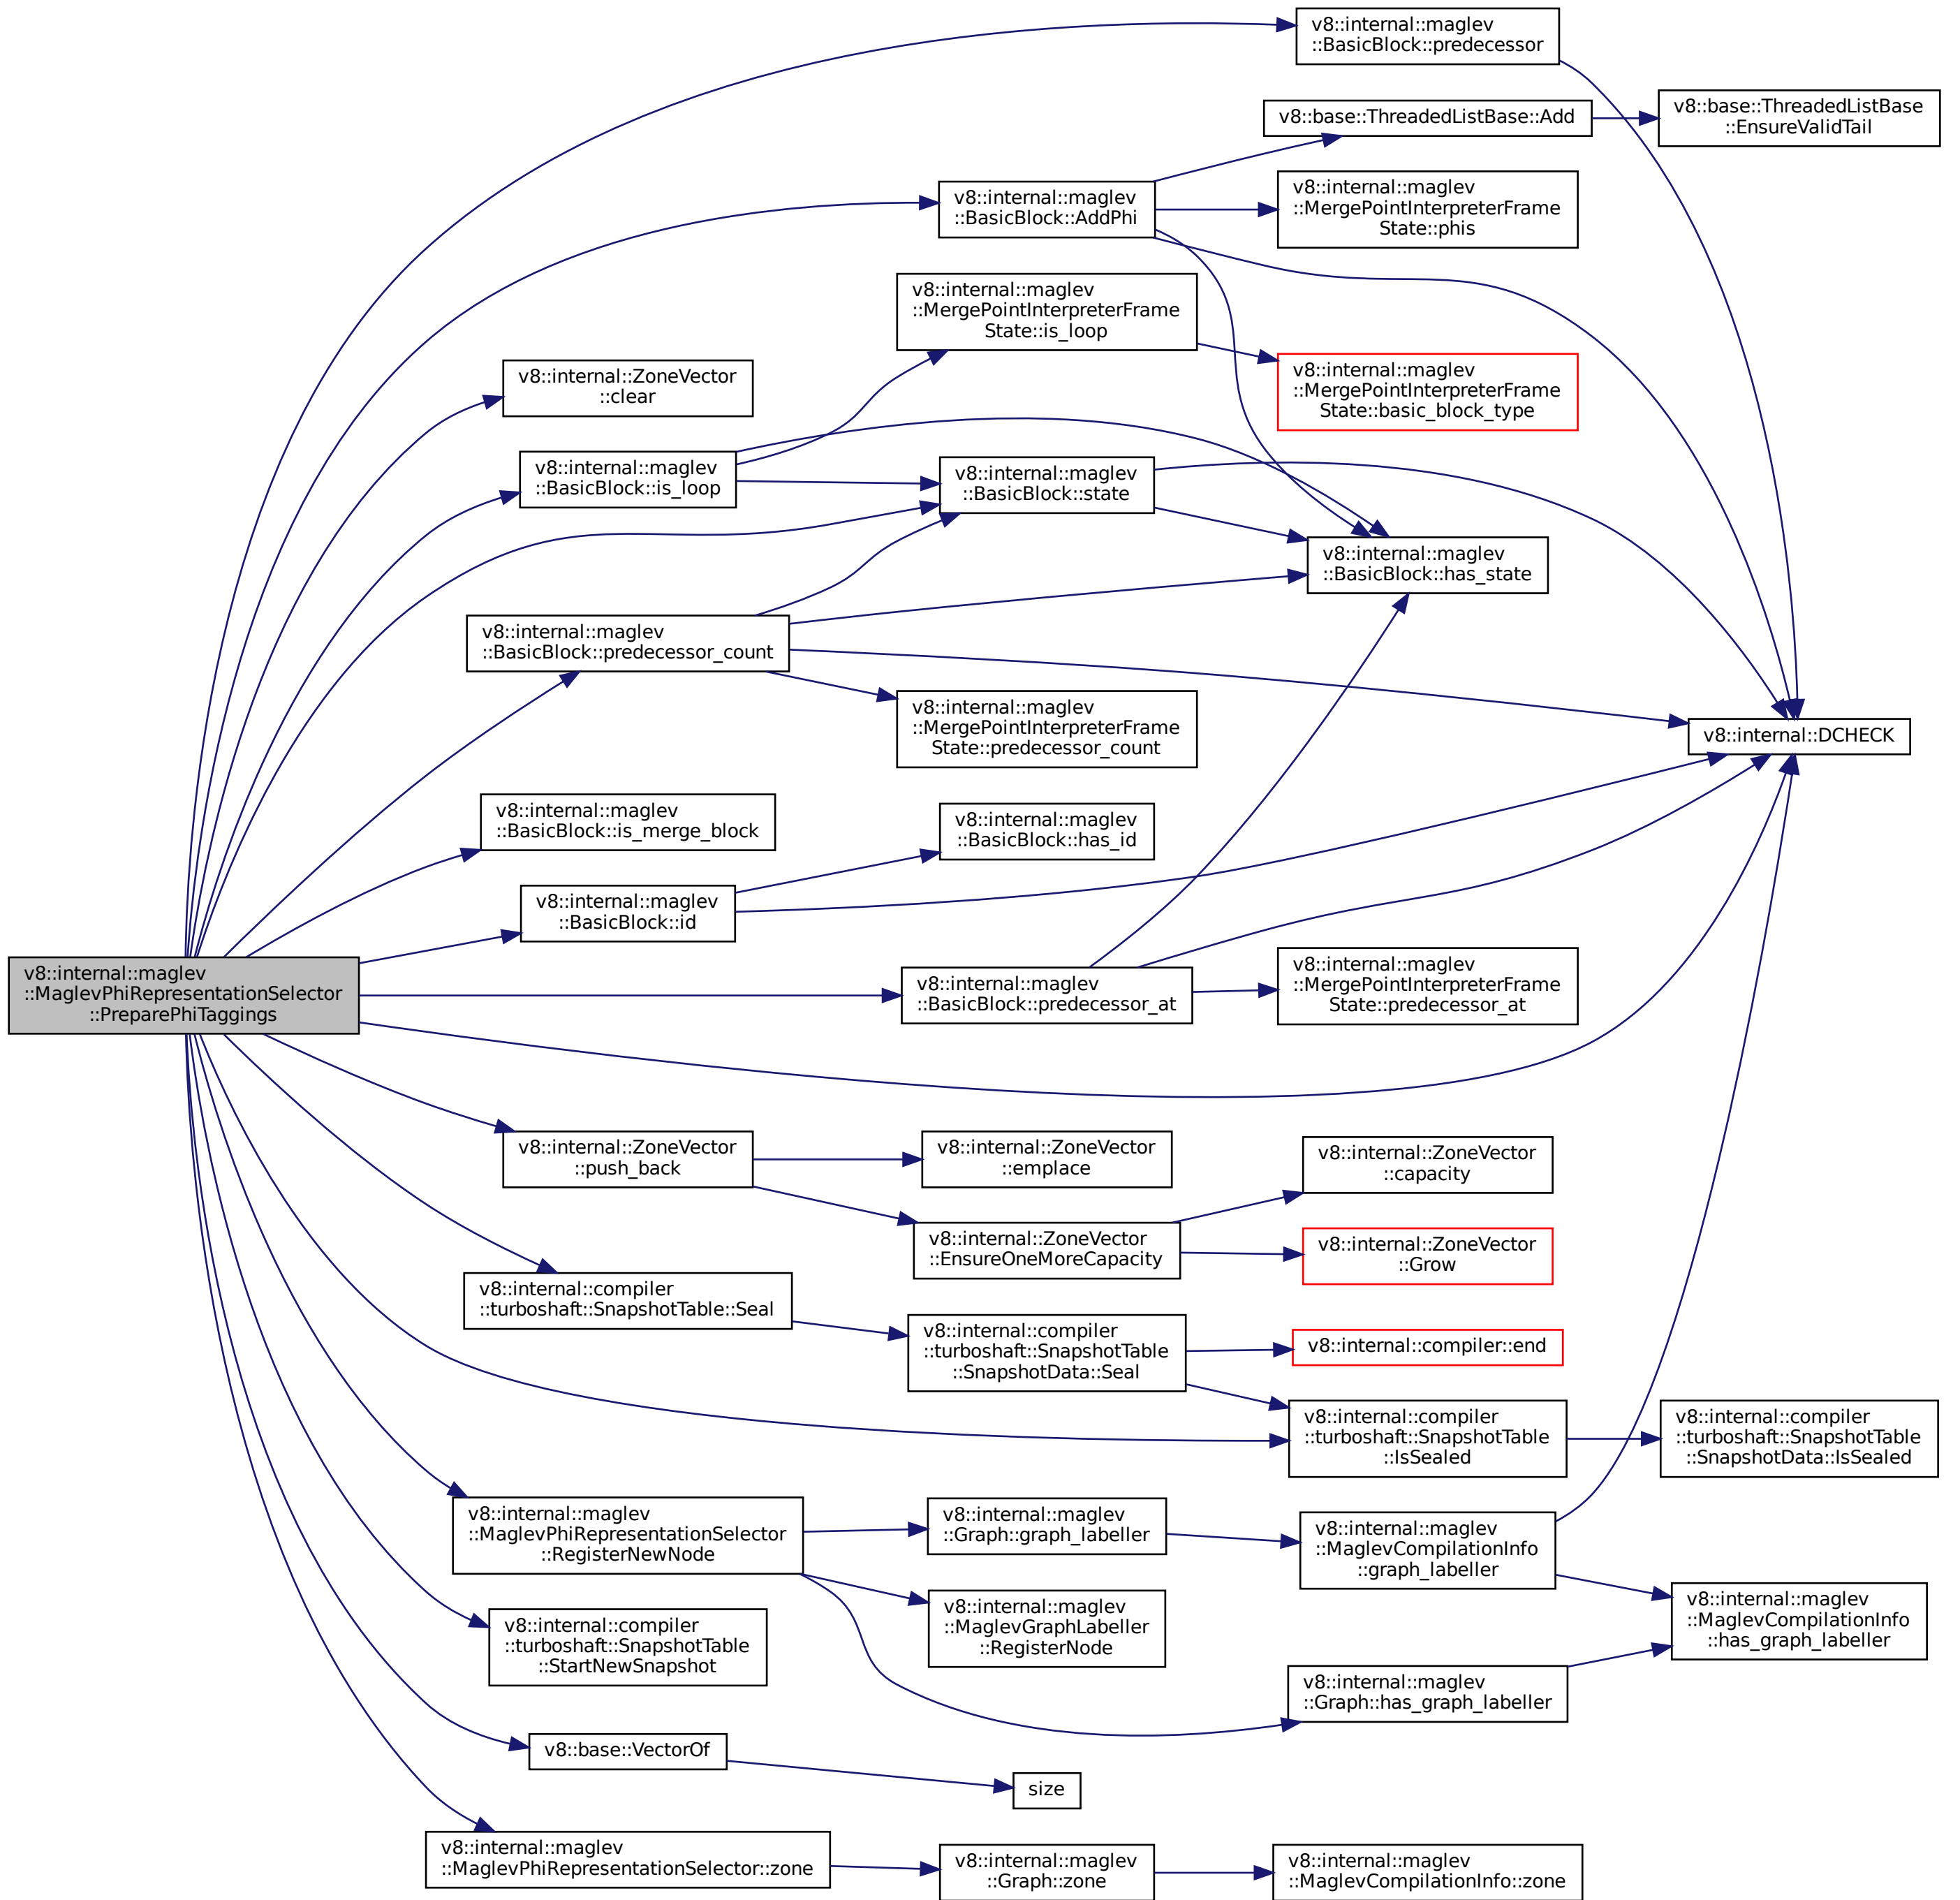 v8::internal::maglev
::BasicBlock::predecessor
v8::base::ThreadedListBase::Add
v8::base::ThreadedListBase
::EnsureValidTail
v8::internal::maglev
::BasicBlock::AddPhi
v8::internal::maglev
::MergePointInterpreterFrame
State::phis
v8::internal::maglev
::MergePointInterpreterFrame
State::is_loop
v8::internal::ZoneVector
::clear
v8::internal::maglev
::MergePointInterpreterFrame
State::basic_block_type
v8::internal::maglev
::BasicBlock::is_loop
v8::internal::maglev
::BasicBlock::state
v8::internal::maglev
::BasicBlock::has_state
v8::internal::maglev
::BasicBlock::predecessor_count
v8::internal::maglev
::MergePointInterpreterFrame
State::predecessor_count
v8::internal::DCHECK
v8::internal::maglev
::BasicBlock::is_merge_block
v8::internal::maglev
::BasicBlock::has_id
v8::internal::maglev
::BasicBlock::id
v8::internal::maglev
::MaglevPhiRepresentationSelector
::PreparePhiTaggings
v8::internal::maglev
::BasicBlock::predecessor_at
v8::internal::maglev
::MergePointInterpreterFrame
State::predecessor_at
v8::internal::ZoneVector
::push_back
v8::internal::ZoneVector
::emplace
v8::internal::ZoneVector
::capacity
v8::internal::ZoneVector
::EnsureOneMoreCapacity
v8::internal::ZoneVector
::Grow
v8::internal::compiler
::turboshaft::SnapshotTable::Seal
v8::internal::compiler
::turboshaft::SnapshotTable
::SnapshotData::Seal
v8::internal::compiler::end
v8::internal::compiler
::turboshaft::SnapshotTable
::IsSealed
v8::internal::compiler
::turboshaft::SnapshotTable
::SnapshotData::IsSealed
v8::internal::maglev
::MaglevPhiRepresentationSelector
::RegisterNewNode
v8::internal::maglev
::Graph::graph_labeller
v8::internal::maglev
::MaglevCompilationInfo
::graph_labeller
v8::internal::maglev
::MaglevGraphLabeller
::RegisterNode
v8::internal::maglev
::MaglevCompilationInfo
::has_graph_labeller
v8::internal::compiler
::turboshaft::SnapshotTable
::StartNewSnapshot
v8::internal::maglev
::Graph::has_graph_labeller
v8::base::VectorOf
size
v8::internal::maglev
::MaglevPhiRepresentationSelector::zone
v8::internal::maglev
::Graph::zone
v8::internal::maglev
::MaglevCompilationInfo::zone